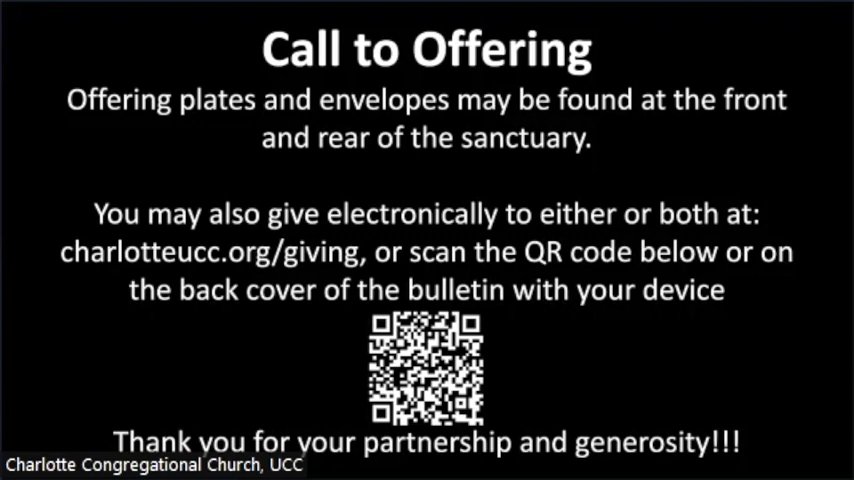 Call to Offering
Offering plates and envelopes may be found at the front
and rear of the sanctuary.
You may also give electronically to either or both at:
charlotteucc.org/giving, or scan the QR code below or on
the back cover of the bulletin with your device
Thank you for your partnership and generosity!!!
Charlotte Congregational Church, UCC